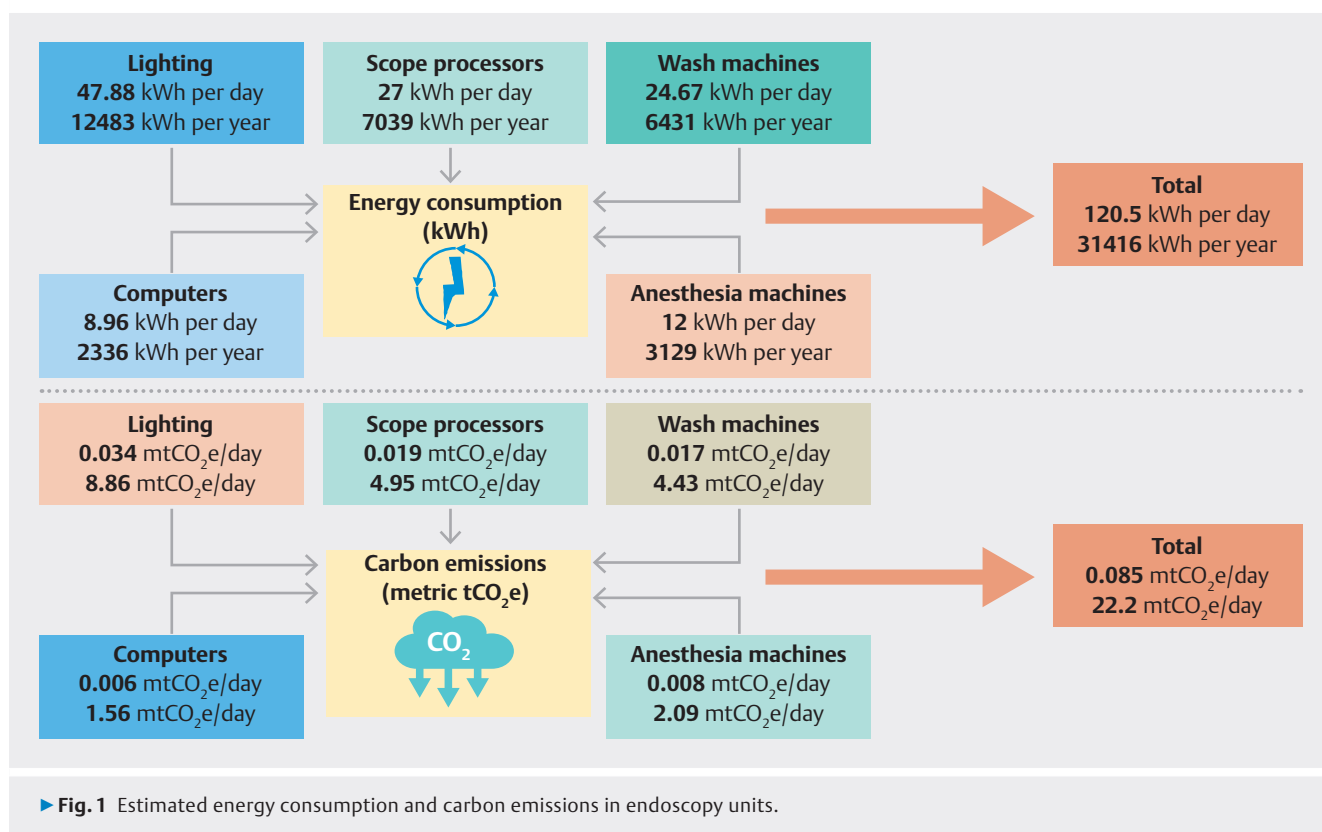 Lighting
47.88 kWh per day
12483 kWh per year
Scope processors
27 kWh per day
7039 kWh per year
Wash machines
24.67 kWh per day
6431 kWh per year
Energy consumption
(kWh)
Total
120.5 kWh per day
31416 kWh per year
Computers
8.96 kWh per day
2336 kWh per year
Anesthesia machines
12 kWh per day
3129 kWh per year
Lighting
0.034 mtCO₂e/day
8.86 mtCO₂e/day
Scope processors
0.019 mtCO₂e/day
4.95 mtCO₂e/day
Wash machines
0.017 mtCO₂e/day
4.43 mtCO₂e/day
Carbon emissions
(metric tCO₂e)
CO₂
Total
0.085 mtCO₂e/day
22.2 mtCO₂e/day
Computers
0.006 mtCO₂e/day
1.56 mtCO₂e/day
Anesthesia machines
0.008 mtCO₂e/day
2.09 mtCO₂e/day
▶ Fig. 1 Estimated energy consumption and carbon emissions in endoscopy units.